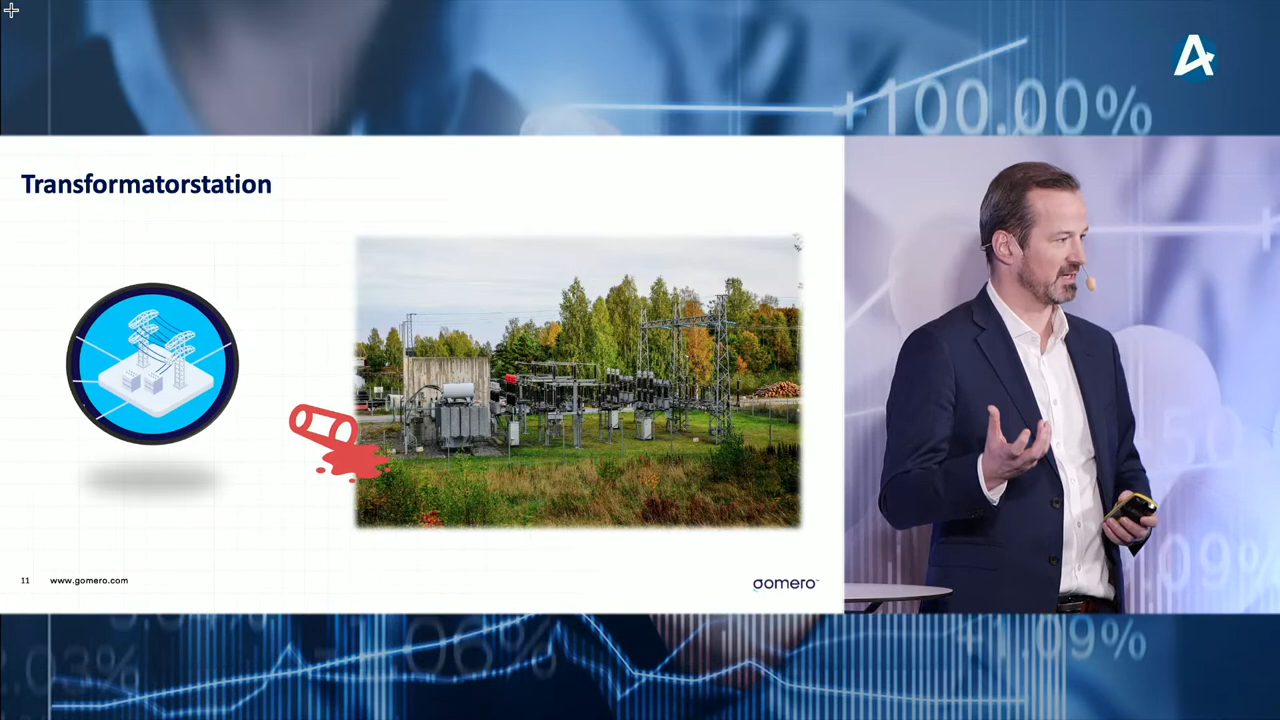 +100.00%
Transformatorstation
11 www.gomero.com
gomero
+1.09%